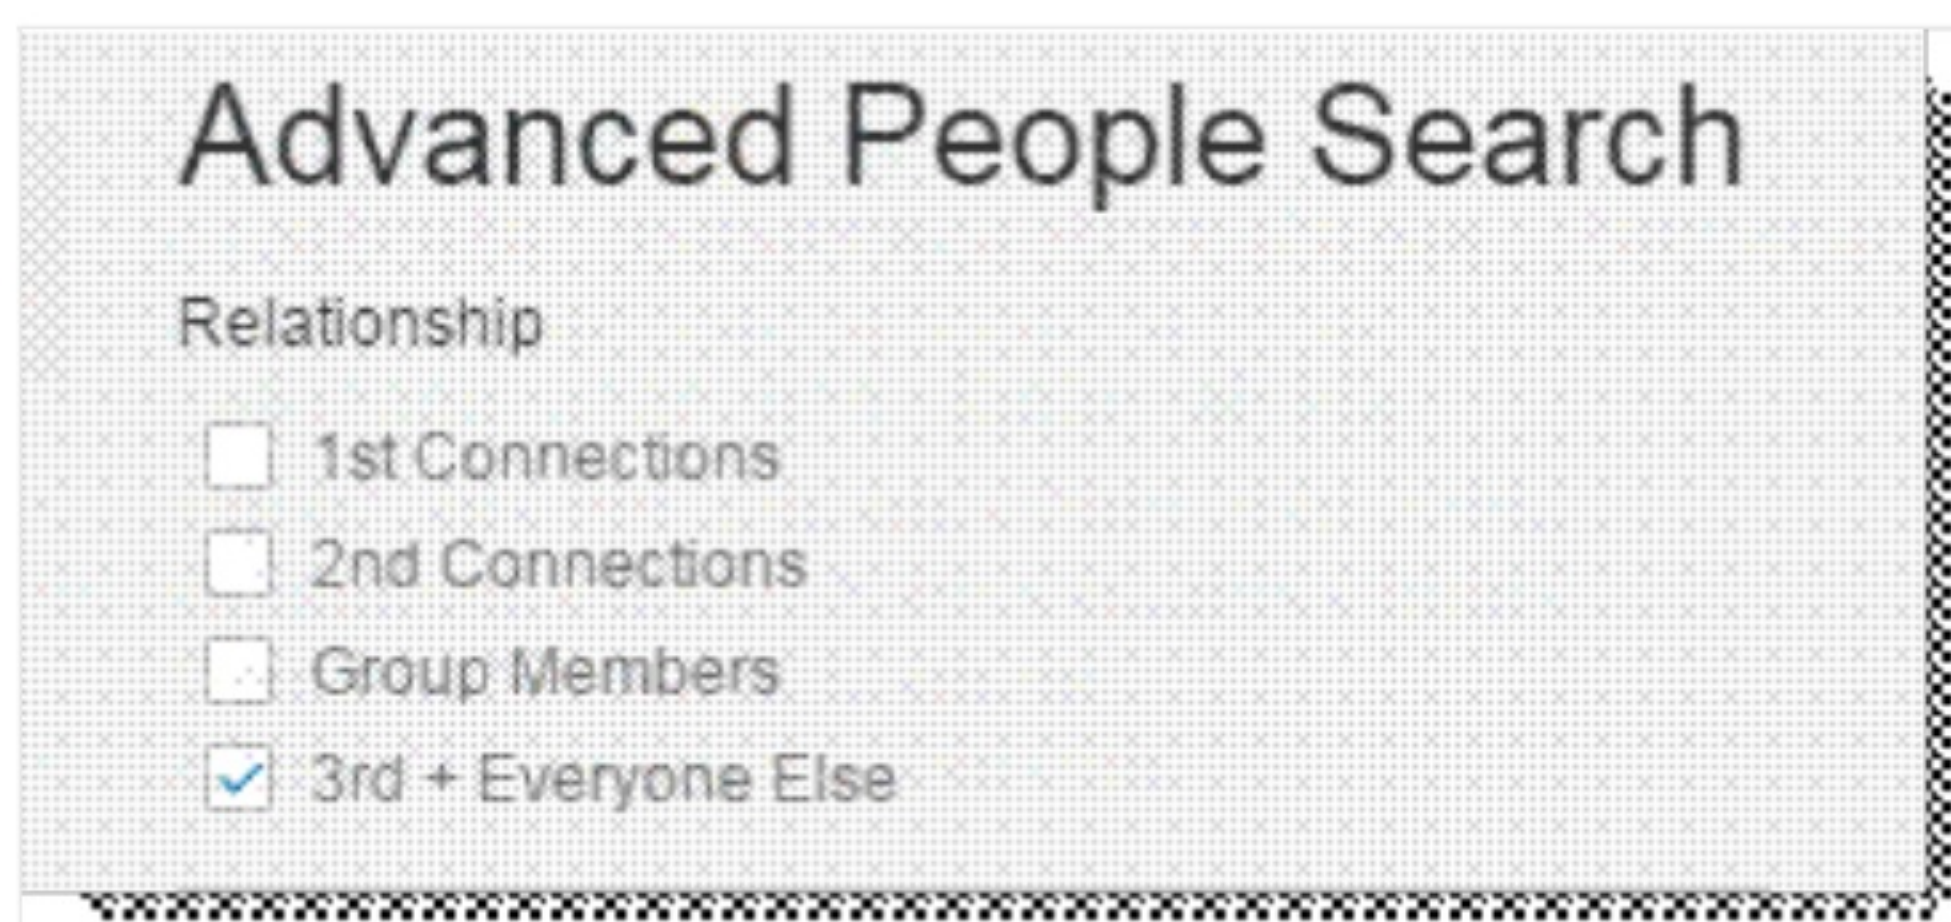 Advanced People Search
Relationship
1st Connections
2nd Connections
Group Members
3rd + Everyone Else